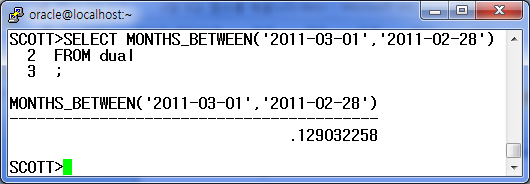 oracle@localhost:~
SCOTT>SELECT MONTHS_BETWEEN('2011-03-01','2011-02-28')
2 FROM dual
3 ;
MONTHS_BETWEEN('2011-03-01','2011-02-28')
-----------------------------------------
.129032258
SCOTT>